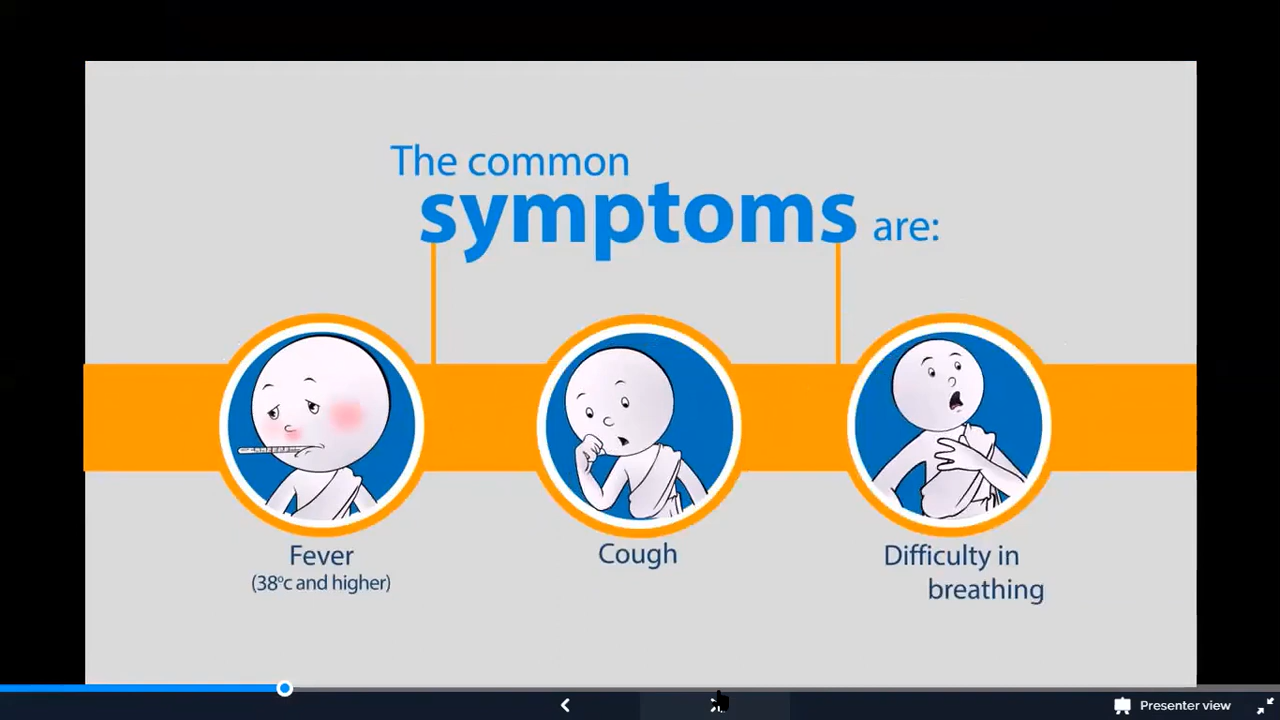 The common
symptoms are:
Fever
(38°c and higher)
Cough
Difficulty in
breathing
Presenter view